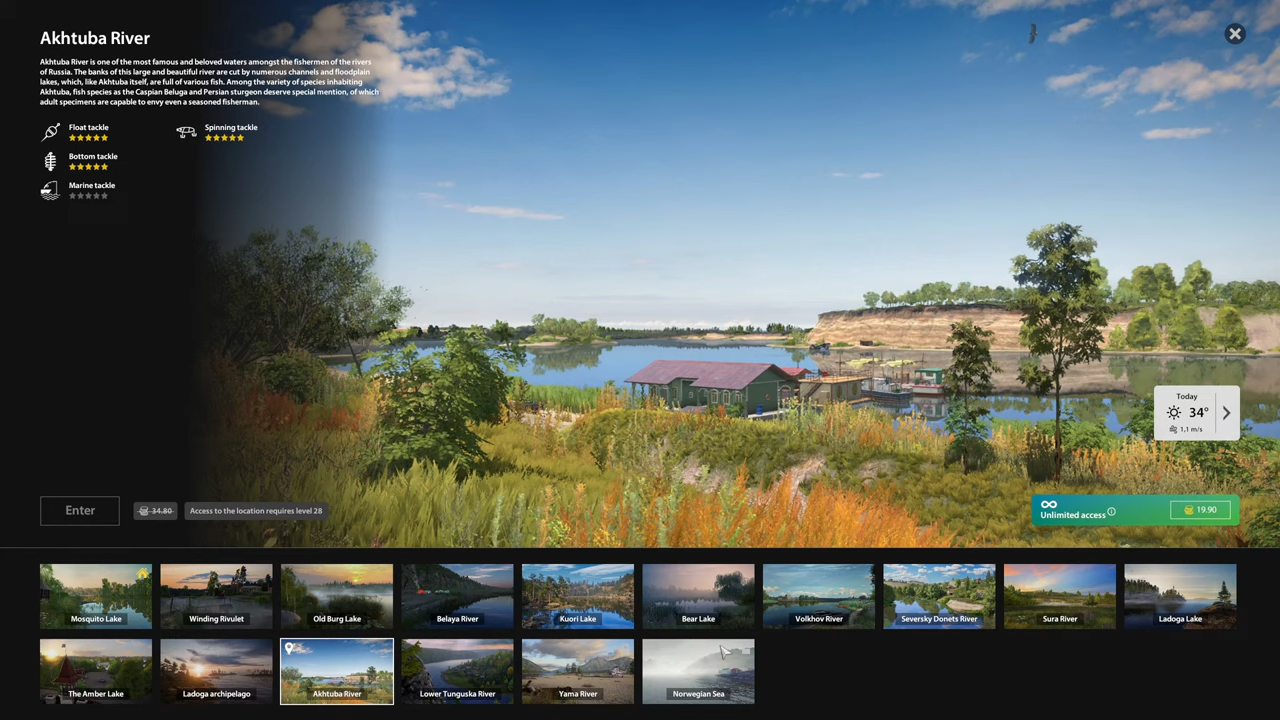 Akhtuba River
Akhtuba River is one of the most famous and beloved waters amongst the fishermen of the rivers
of Russia. The banks of this large and beautiful river are cut by numerous channels and floodplain
lakes, which, like Akhtuba itself, are full of various fish. Among the variety of species inhabiting
Akhtuba, fish species as the Caspian Beluga and Persian sturgeon deserve special mention, of which
adult specimens are capable to envy even a seasoned fisherman.
Float tackle
Spinning tackle
Bottom tackle
Marine tackle
Today
34°
1,1 m/s
Enter
34.80
Access to the location requires level 28
Unlimited access
19.90
Mosquito Lake
Winding Rivulet
Old Burg Lake
Belaya River
Kuori Lake
Bear Lake
Volkhov River
Seversky Donets River
Sura River
Ladoga Lake
The Amber Lake
Ladoga archipelago
Akhtuba River
Lower Tunguska River
Yama River
Norwegian Sea